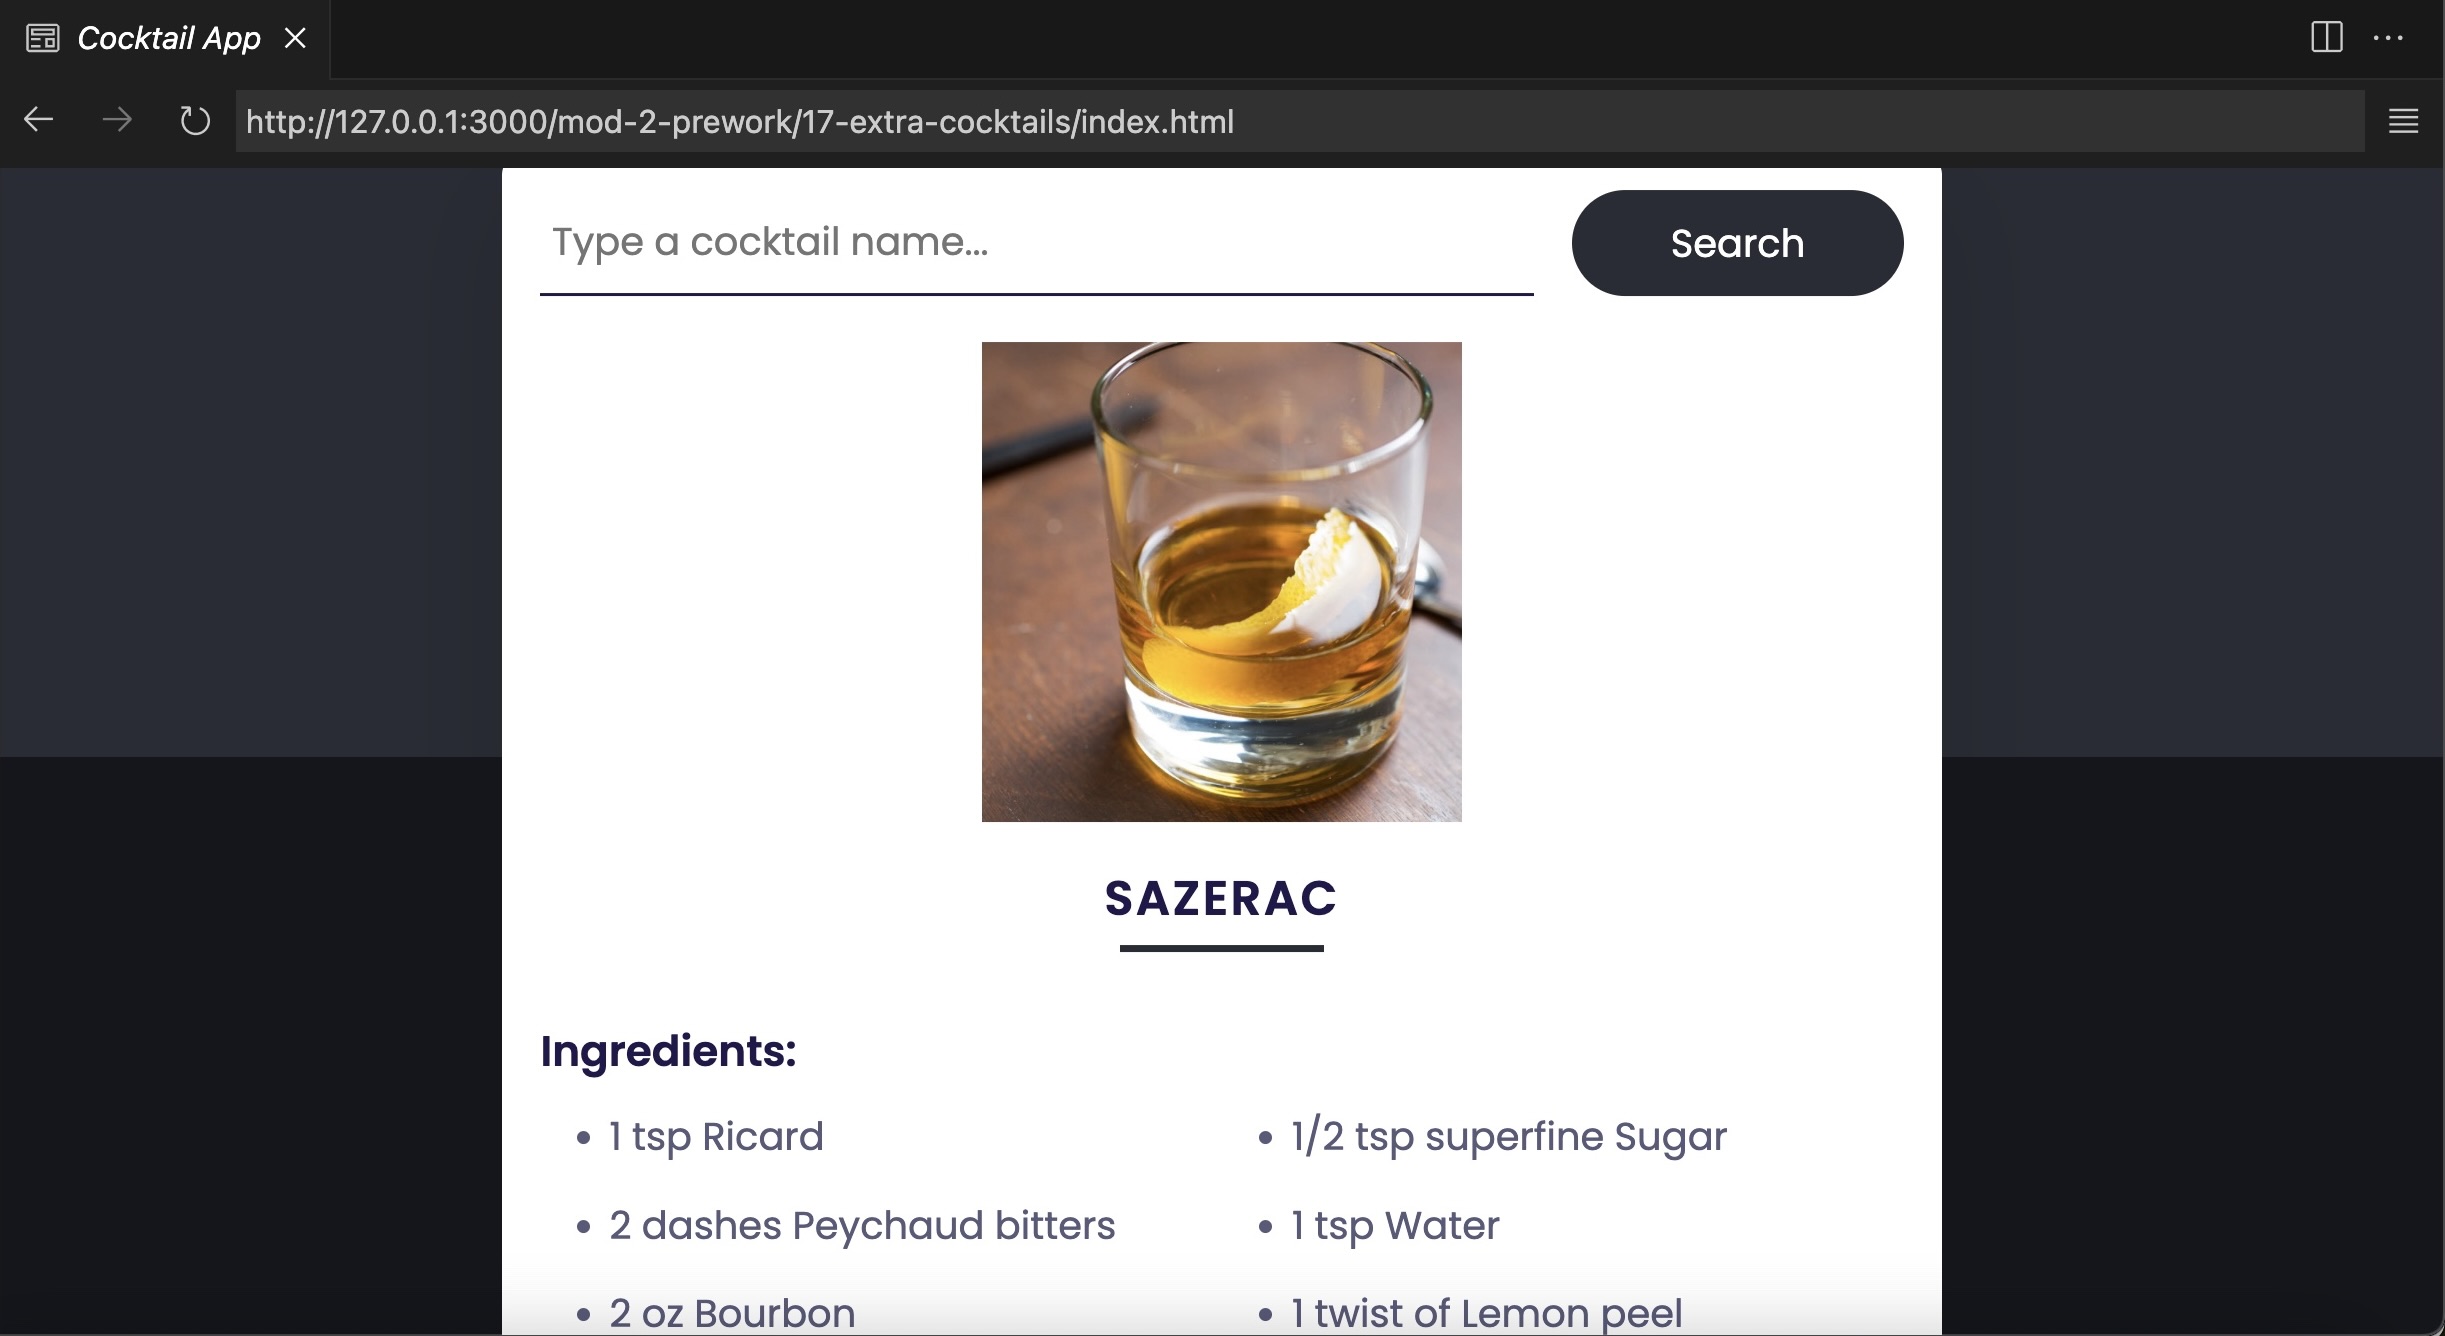 Cocktail App
http://127.0.0.1:3000/mod-2-prework/17-extra-cocktails/index.html
Type a cocktail name...
Search
SAZERAC
Ingredients:
1 tsp Ricard
1/2 tsp superfine Sugar
2 dashes Peychaud bitters
1 tsp Water
2 oz Bourbon
1 twist of Lemon peel